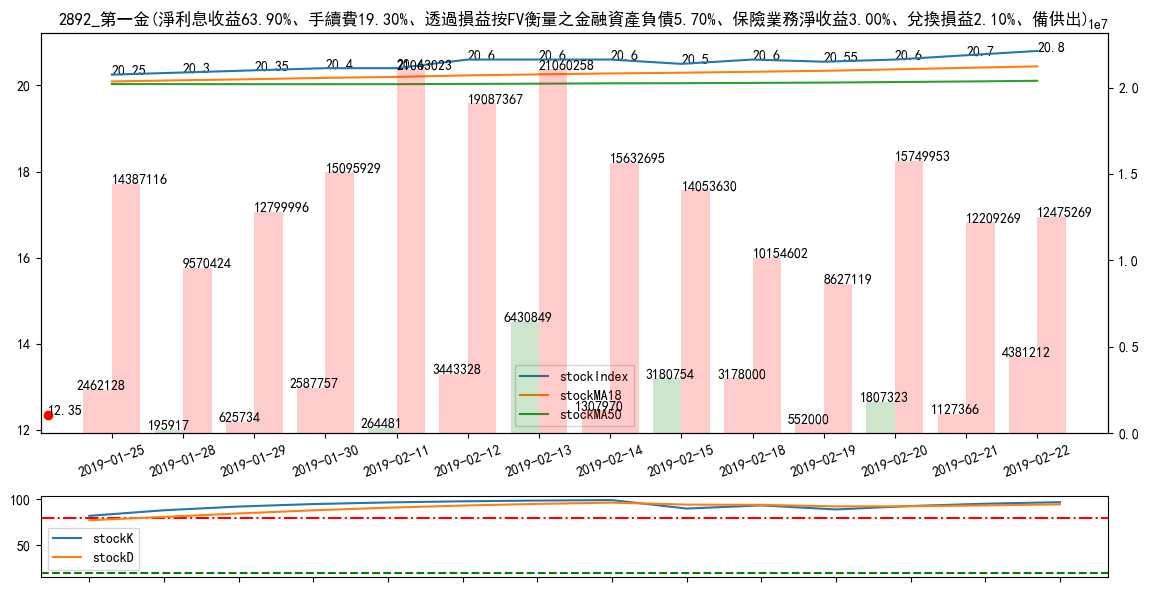 2892_第一金(淨利息收益63.90%、手續費19.30%、透過損益按FV衡量之金融資產負債5.70%、保險業務淨收益3.00%、兌換損益2.10%、備供出)
1e7
20.25 20.3 20.35 20.4 20.4 20.6 20.6 20.6 20.5 20.6 20.55 20.6 20.7 20.8
20
18
16
14
12
2.0
1.5
1.0
0.5
0.0
14387116 9570424 12799996 15095929 21063023 19087367 21060258 15632695 14053630 10154602 8627119 15749953 12209269 12475269
2462128 195917 625734 2587757 264481 3443328 6430849 1307970 3180754 3178000 552000 1807323 1127366 4381212
12.35
stockIndex
stockMA18
stockMA50
2019-01-25 2019-01-28 2019-01-29 2019-01-30 2019-02-11 2019-02-12 2019-02-13 2019-02-14 2019-02-15 2019-02-18 2019-02-19 2019-02-20 2019-02-21 2019-02-22
100
50
stockK
stockD